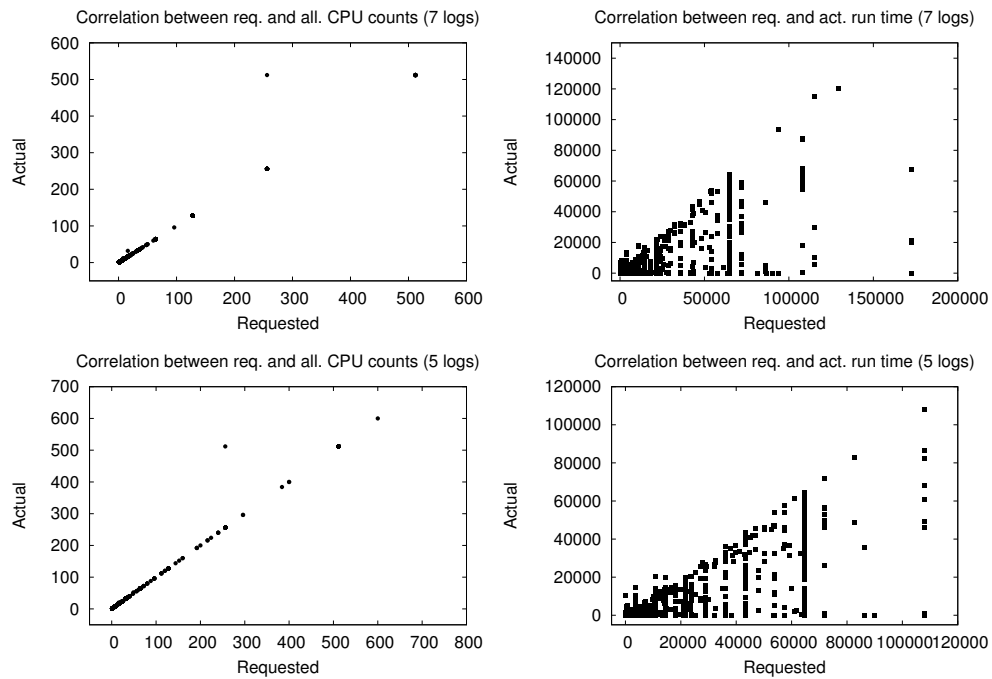 Correlation between req. and all. CPU counts (7 logs)
600
500
400
300
200
100
0
Actual
0 100 200 300 400 500 600
Requested
Correlation between req. and act. run time (7 logs)
140000
120000
100000
80000
60000
40000
20000
0
Actual
0 50000 100000 150000 200000
Requested
Correlation between req. and all. CPU counts (5 logs)
700
600
500
400
300
200
100
0
Actual
0 100 200 300 400 500 600 700 800
Requested
Correlation between req. and act. run time (5 logs)
120000
100000
80000
60000
40000
20000
0
Actual
0 20000 40000 60000 80000 100000 120000
Requested